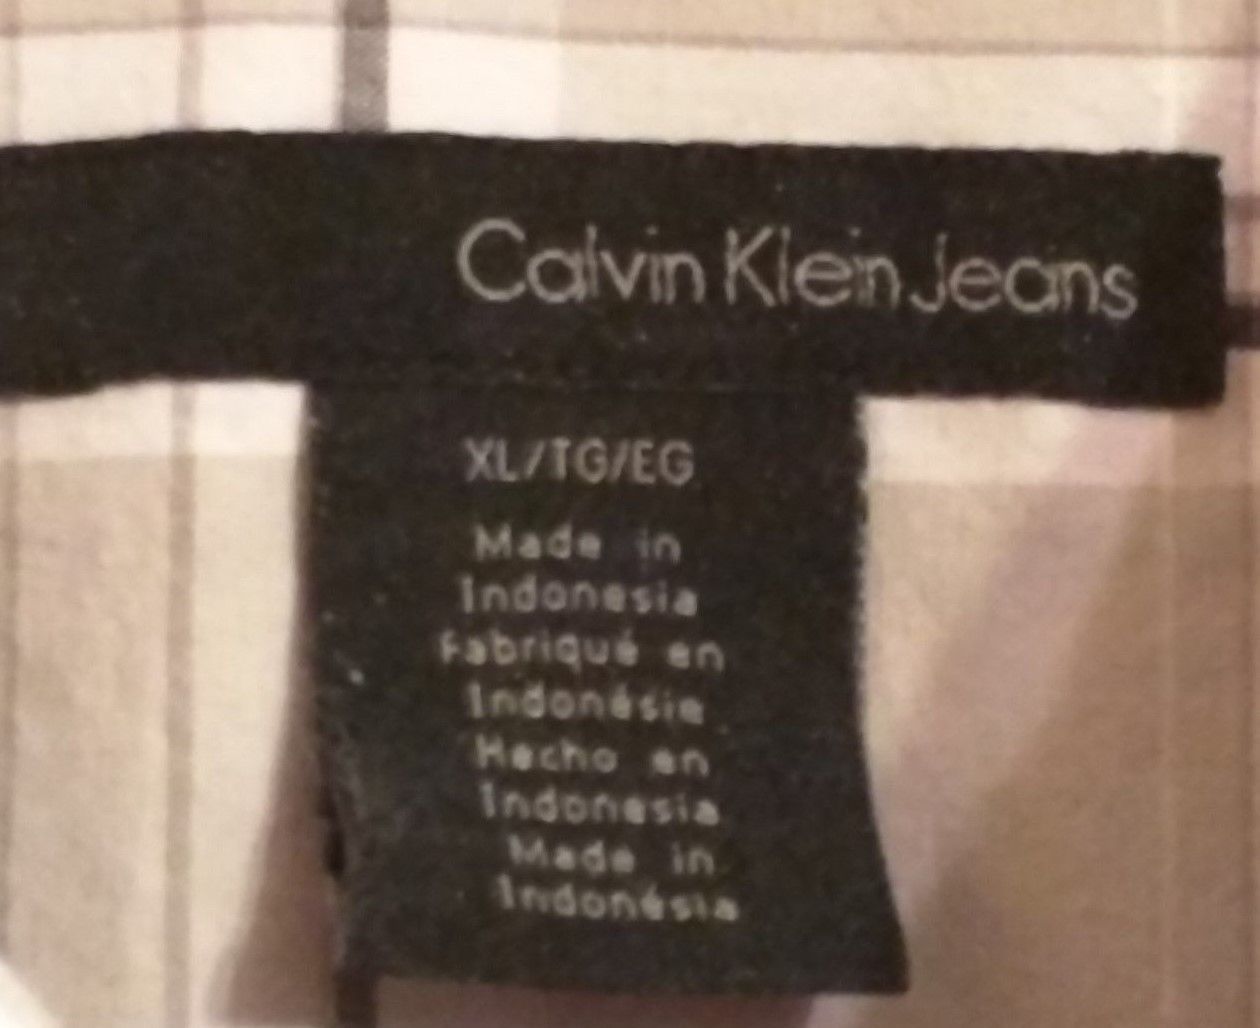 Calvin Klein Jeans
XL/TG/EG
Made in
Indonesia
Fabriqué en
Indonésie
Hecho en
Indonesia
Made in
Indonésia